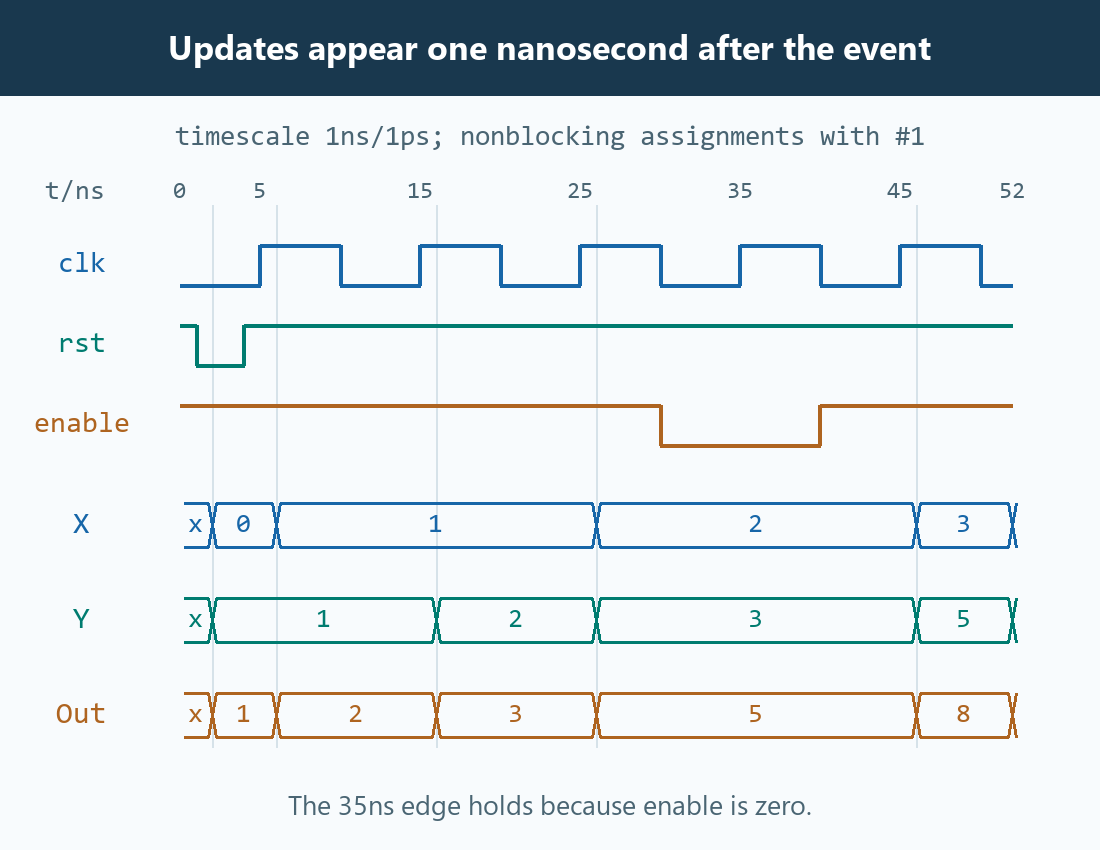 Updates appear one nanosecond after the event
timescale 1ns/1ps; nonblocking assignments with #1
t/ns 0 5 15 25 35 45 52
clk
rst
enable
X x 0 1 2 3
Y x 1 2 3 5
Out x 1 2 3 5 8
The 35ns edge holds because enable is zero.